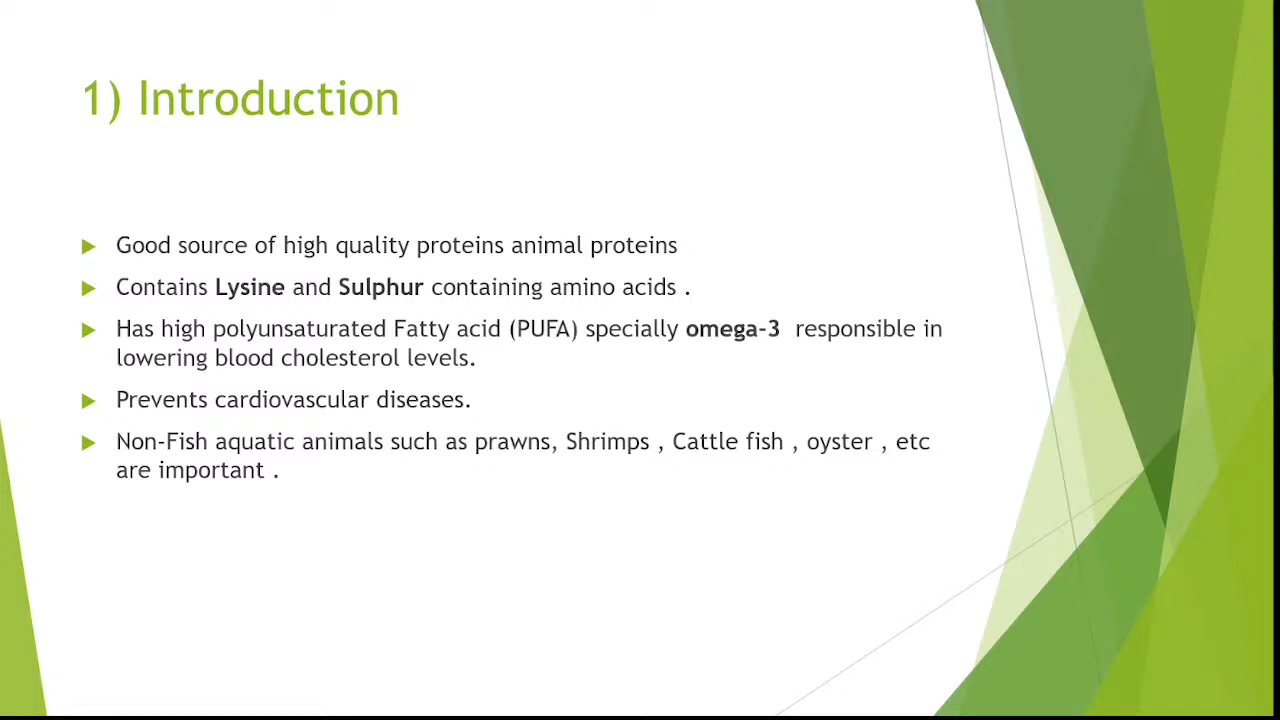 1) Introduction
Good source of high quality proteins animal proteins
Contains Lysine and Sulphur containing amino acids .
Has high polyunsaturated Fatty acid (PUFA) specially omega-3 responsible in
lowering blood cholesterol levels.
Prevents cardiovascular diseases.
Non-Fish aquatic animals such as prawns, Shrimps , Cattle fish , oyster , etc
are important .